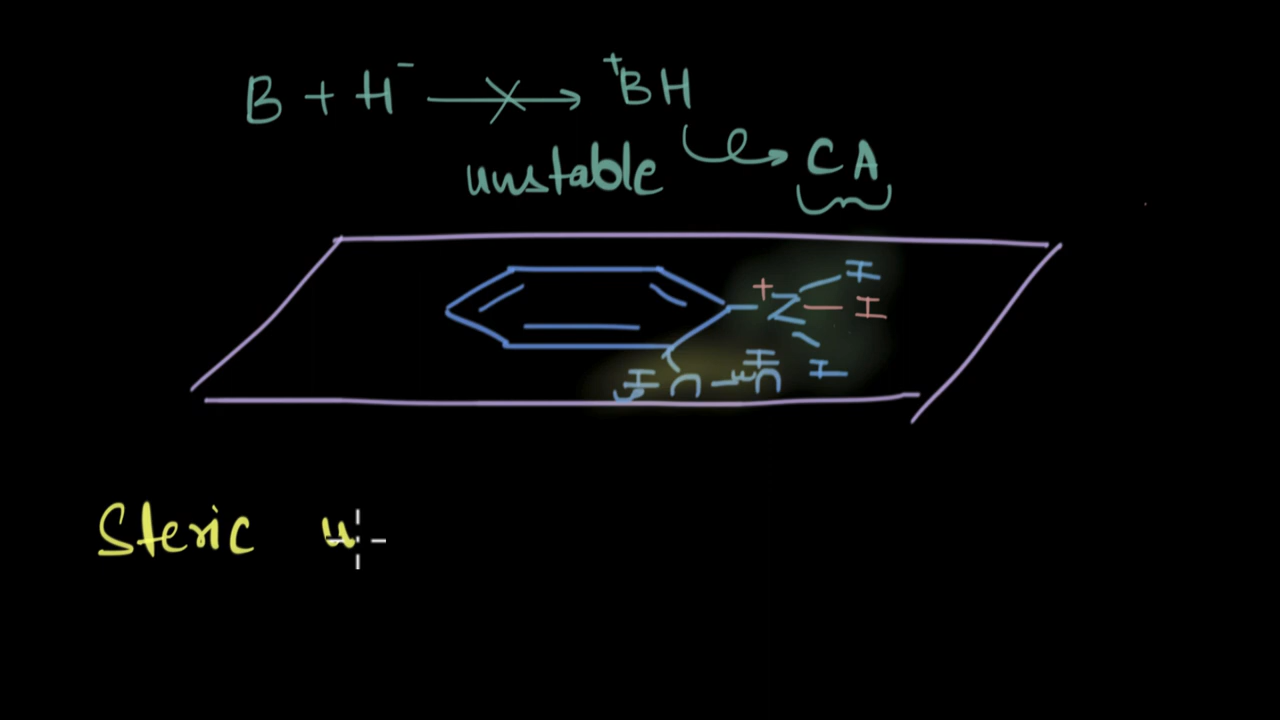 B + H⁻ → ⁺BH
unstable
CA
+
Steric u